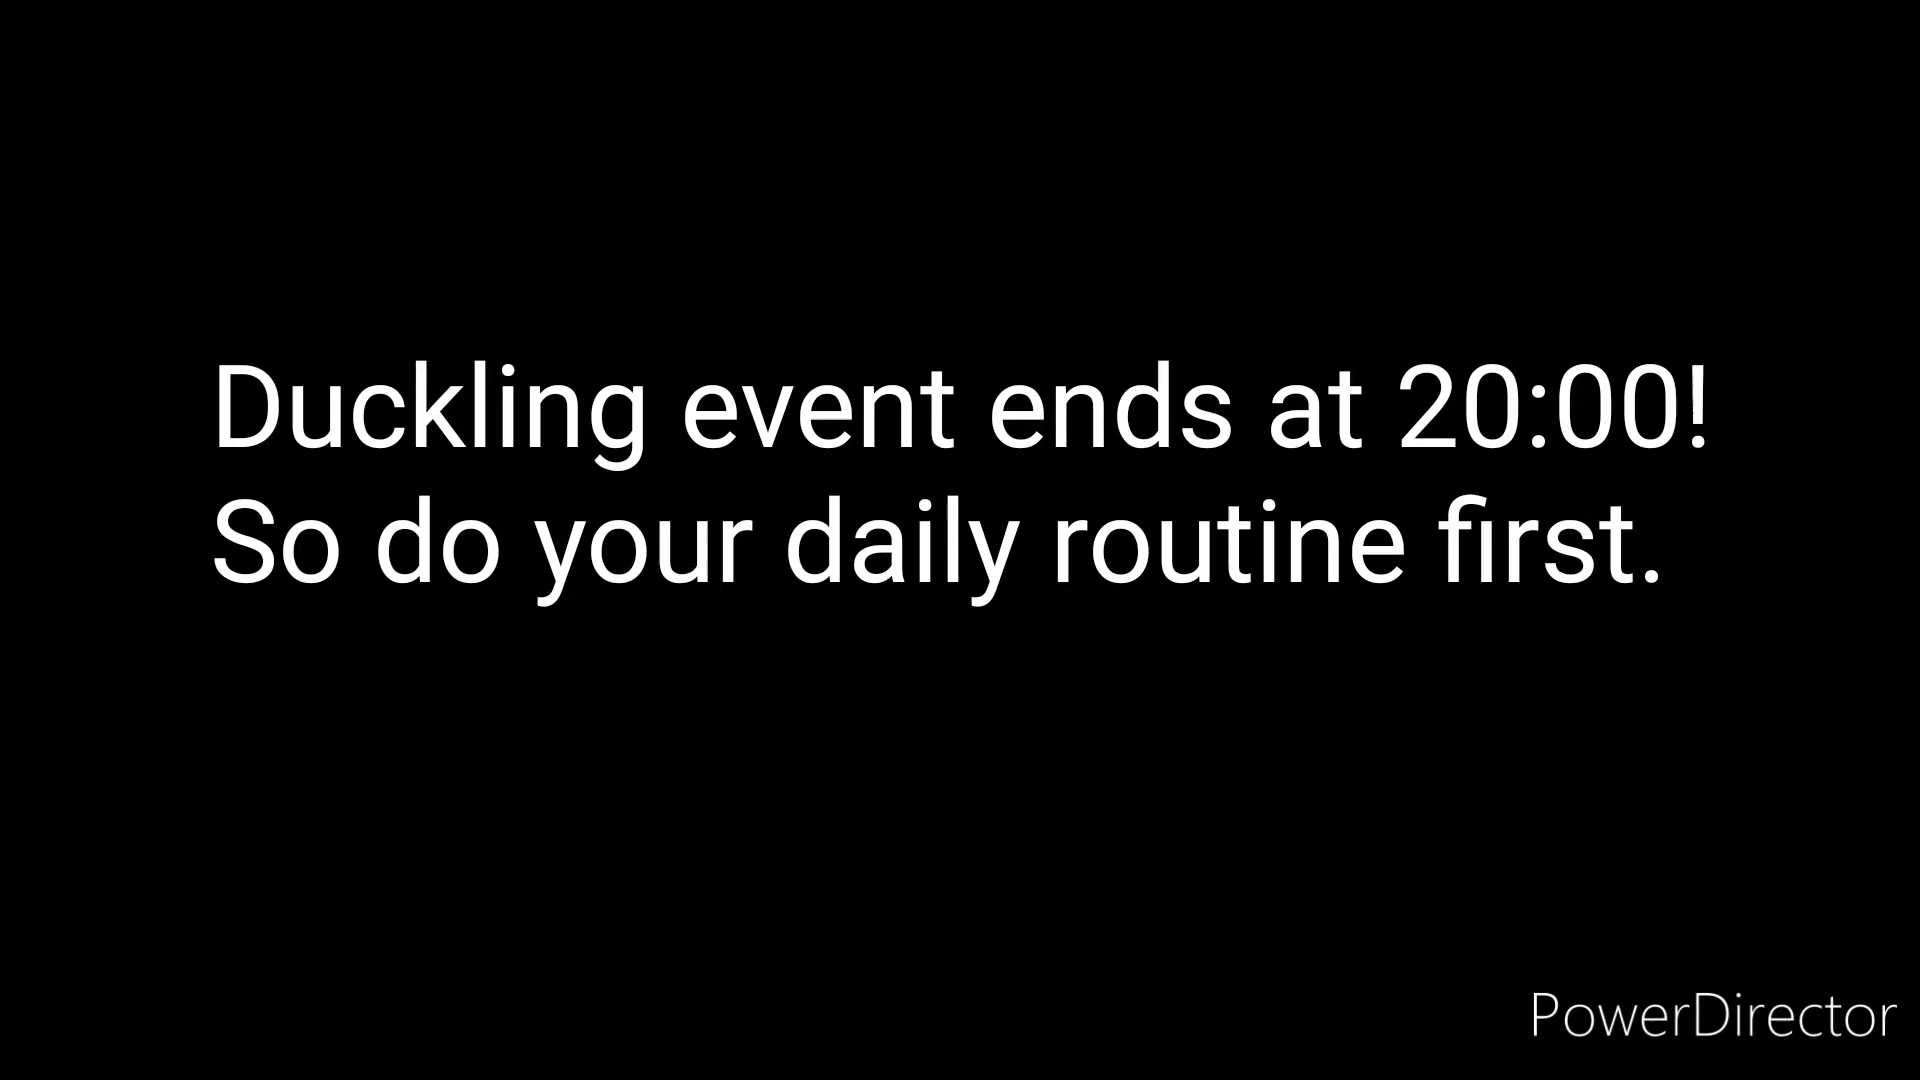 Duckling event ends at 20:00!
So do your daily routine first.
PowerDirector